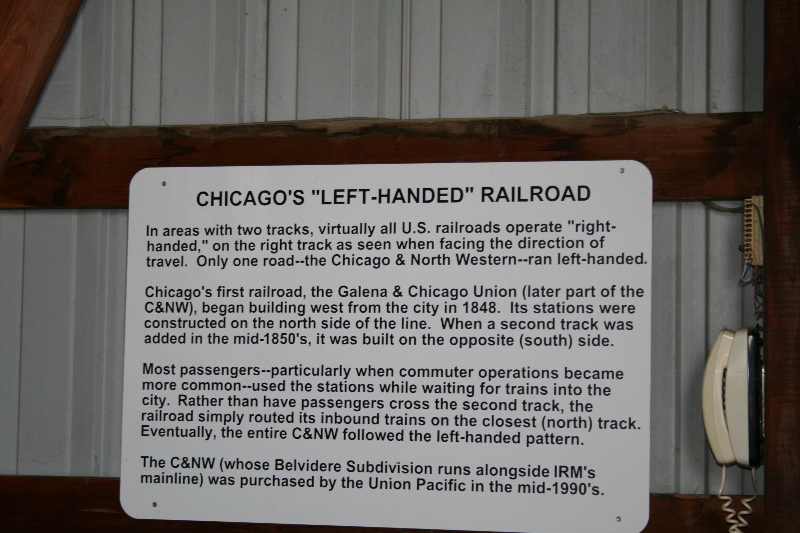 CHICAGO'S "LEFT-HANDED" RAILROAD
In areas with two tracks, virtually all U.S. railroads operate "right-
handed," on the right track as seen when facing the direction of
travel.  Only one road--the Chicago & North Western--ran left-handed.
Chicago's first railroad, the Galena & Chicago Union (later part of the
C&NW), began building west from the city in 1848.  Its stations were
constructed on the north side of the line.  When a second track was
added in the mid-1850's, it was built on the opposite (south) side.
Most passengers--particularly when commuter operations became
more common--used the stations while waiting for trains into the
city.  Rather than have passengers cross the second track, the
railroad simply routed its inbound trains on the closest (north) track.
Eventually, the entire C&NW followed the left-handed pattern.
The C&NW (whose Belvidere Subdivision runs alongside IRM's
mainline) was purchased by the Union Pacific in the mid-1990's.